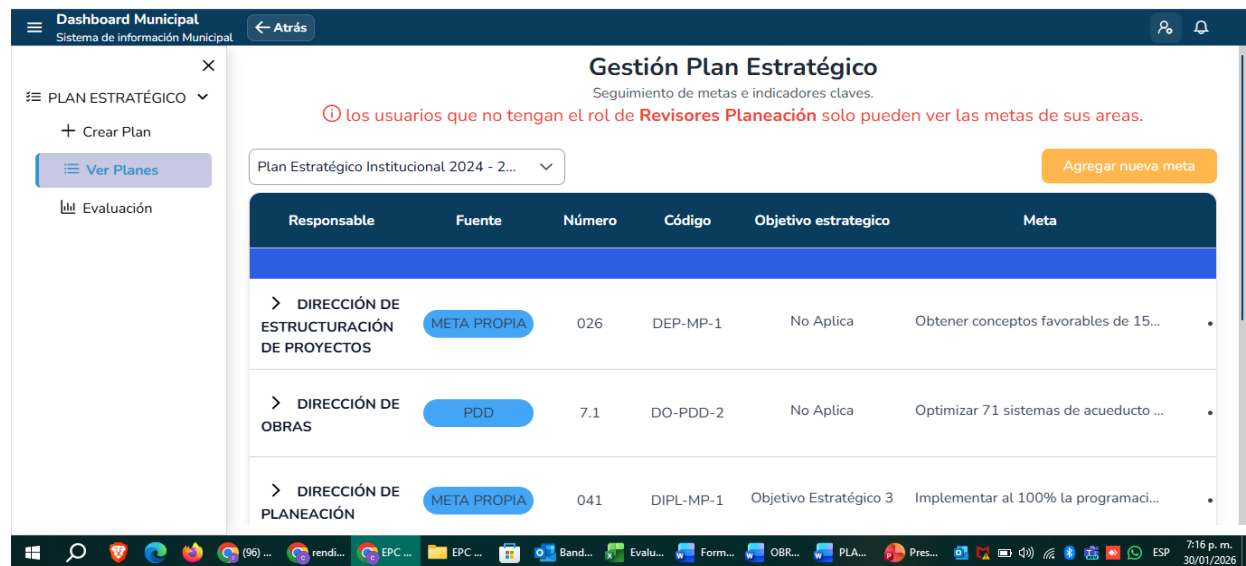 Dashboard Municipal
Sistema de información Municipal
Atrás
PLAN ESTRATÉGICO
Crear Plan
Ver Planes
Evaluación
Gestión Plan Estratégico
Seguimiento de metas e indicadores claves.
los usuarios que no tengan el rol de Revisores Planeación solo pueden ver las metas de sus areas.
Plan Estratégico Institucional 2024 - 2...
Agregar nueva meta
Responsable Fuente Número Código Objetivo estrategico Meta
DIRECCIÓN DE
ESTRUCTURACIÓN
DE PROYECTOS
META PROPIA 026 DEP-MP-1 No Aplica Obtener conceptos favorables de 15...
DIRECCIÓN DE
OBRAS
PDD 7.1 DO-PDD-2 No Aplica Optimizar 71 sistemas de acueducto ...
DIRECCIÓN DE
PLANEACIÓN
META PROPIA 041 DIPL-MP-1 Objetivo Estratégico 3 Implementar al 100% la programaci...
(96) ... rendi... EPC ... EPC ... Band... Evalu... Form... OBR... PLA... Pres... ESP 7:16 p. m.
30/01/2026